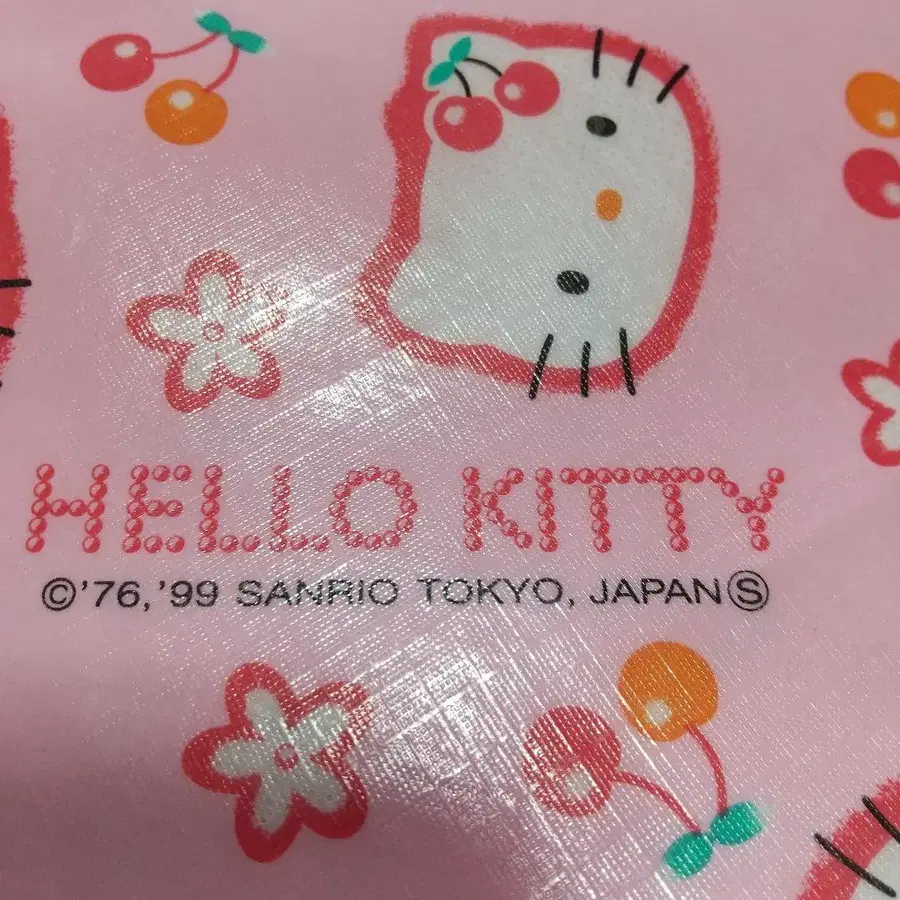 HELLO KITTY
©'76,'99 SANRIO TOKYO, JAPANⓈ